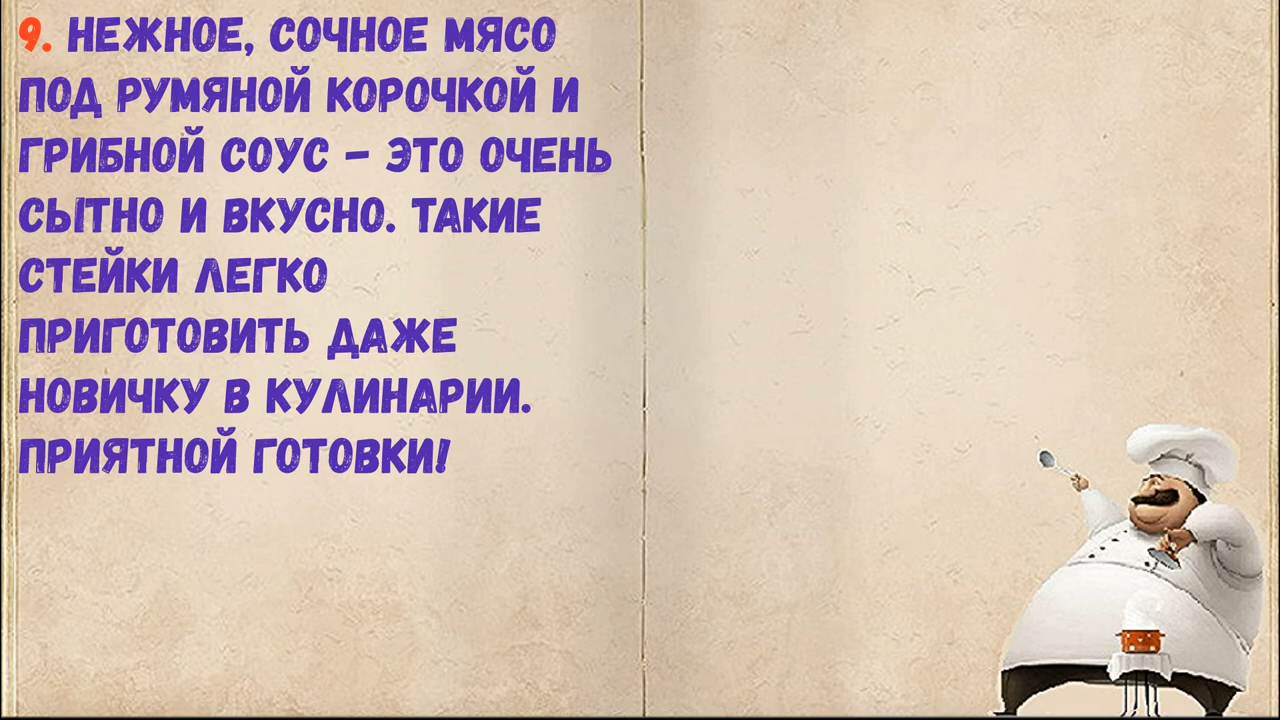 9. НЕЖНОЕ, СОЧНОЕ МЯСО
ПОД РУМЯНОЙ КОРОЧКОЙ И
ГРИБНОЙ СОУС – ЭТО ОЧЕНЬ
СЫТНО И ВКУСНО. ТАКИЕ
СТЕЙКИ ЛЕГКО
ПРИГОТОВИТЬ ДАЖЕ
НОВИЧКУ В КУЛИНАРИИ.
ПРИЯТНОЙ ГОТОВКИ!